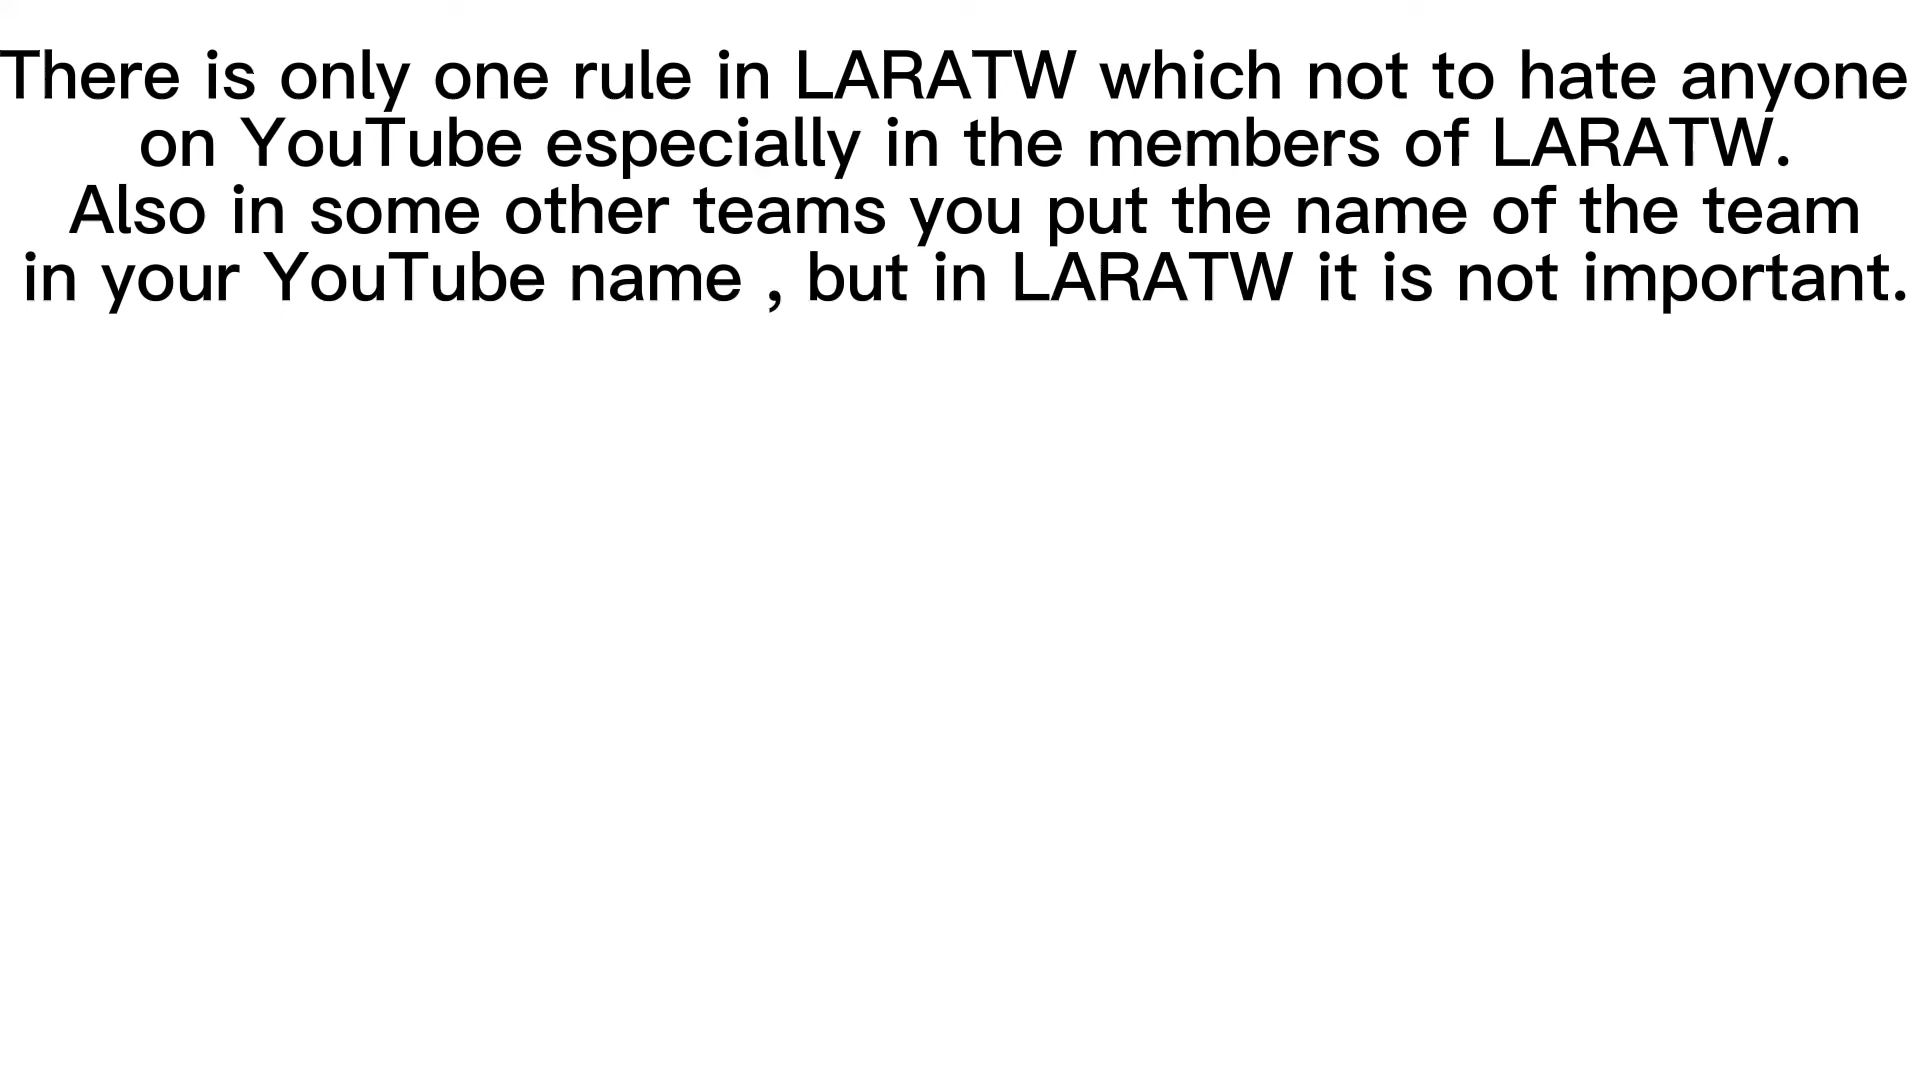 There is only one rule in LARATW which not to hate anyone
on YouTube especially in the members of LARATW.
Also in some other teams you put the name of the team
in your YouTube name , but in LARATW it is not important.